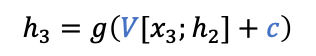 h₃ = g(V[x₃; h₂] + c)